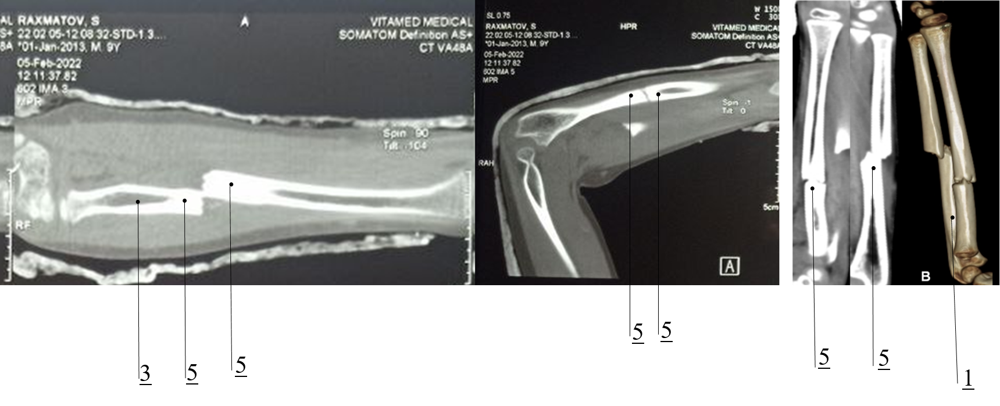 AL RAXMATOV, S
S+ 22 02 05-12 08 32-STD-1.3....
8A *01-Jan-2013, M, 9Y
05-Feb-2022
12 11:37.82
602 IMA 3
MPR
A
VITAMED MEDICAL
SOMATOM Definition AS+
CT VA48A
Spin 90
Tilt -104
RF
SL 0.75
RAXMATOV, S
22 02 05-12 08 32-STD-1 3...
*01-Jan-2013, M, 9Y
05-Feb-2022
12 11 37.82
602 IMA 5
MPR
HPR
W 150
C 30
VITAMED MEDICA
SOMATOM Definition AS+
CT VA48A
Spin -1
Tilt 0
RAH
5cm
A
B
3
5
5
5
5
5
5
1